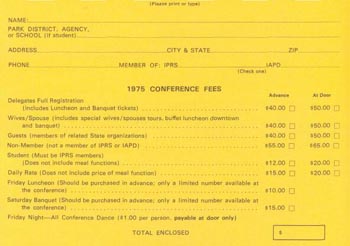 (Please print or type)
NAME:
PARK DISTRICT, AGENCY,
or SCHOOL (if student)
ADDRESS CITY & STATE ZIP
PHONE MEMBER OF: IPRS IAPD
(Check one)
1975 CONFERENCE FEES
Advance At Door
Delegates Full Registration
(Includes Luncheon and Banquet tickets) $40.00 $50.00
Wives/Spouse (includes special wives/spouses tours, buffet luncheon downtown
and banquet) $40.00 $50.00
Guests (members of related State organizations) $40.00 $50.00
Non-Member (not a member of IPRS or IAPD) $55.00 $65.00
Student (Must be IPRS members)
(Does not include meal functions) $12.00 $20.00
Daily Rate (Does not include price of meal function) $15.00 $20.00
Friday Luncheon (Should be purchased in advance; only a limited number available at
the conference) $10.00
Saturday Banquet (Should be purchased in advance; only a limited number available at
the conference) $15.00
Friday Night—All Conference Dance ($1.00 per person, payable at door only)
TOTAL ENCLOSED $